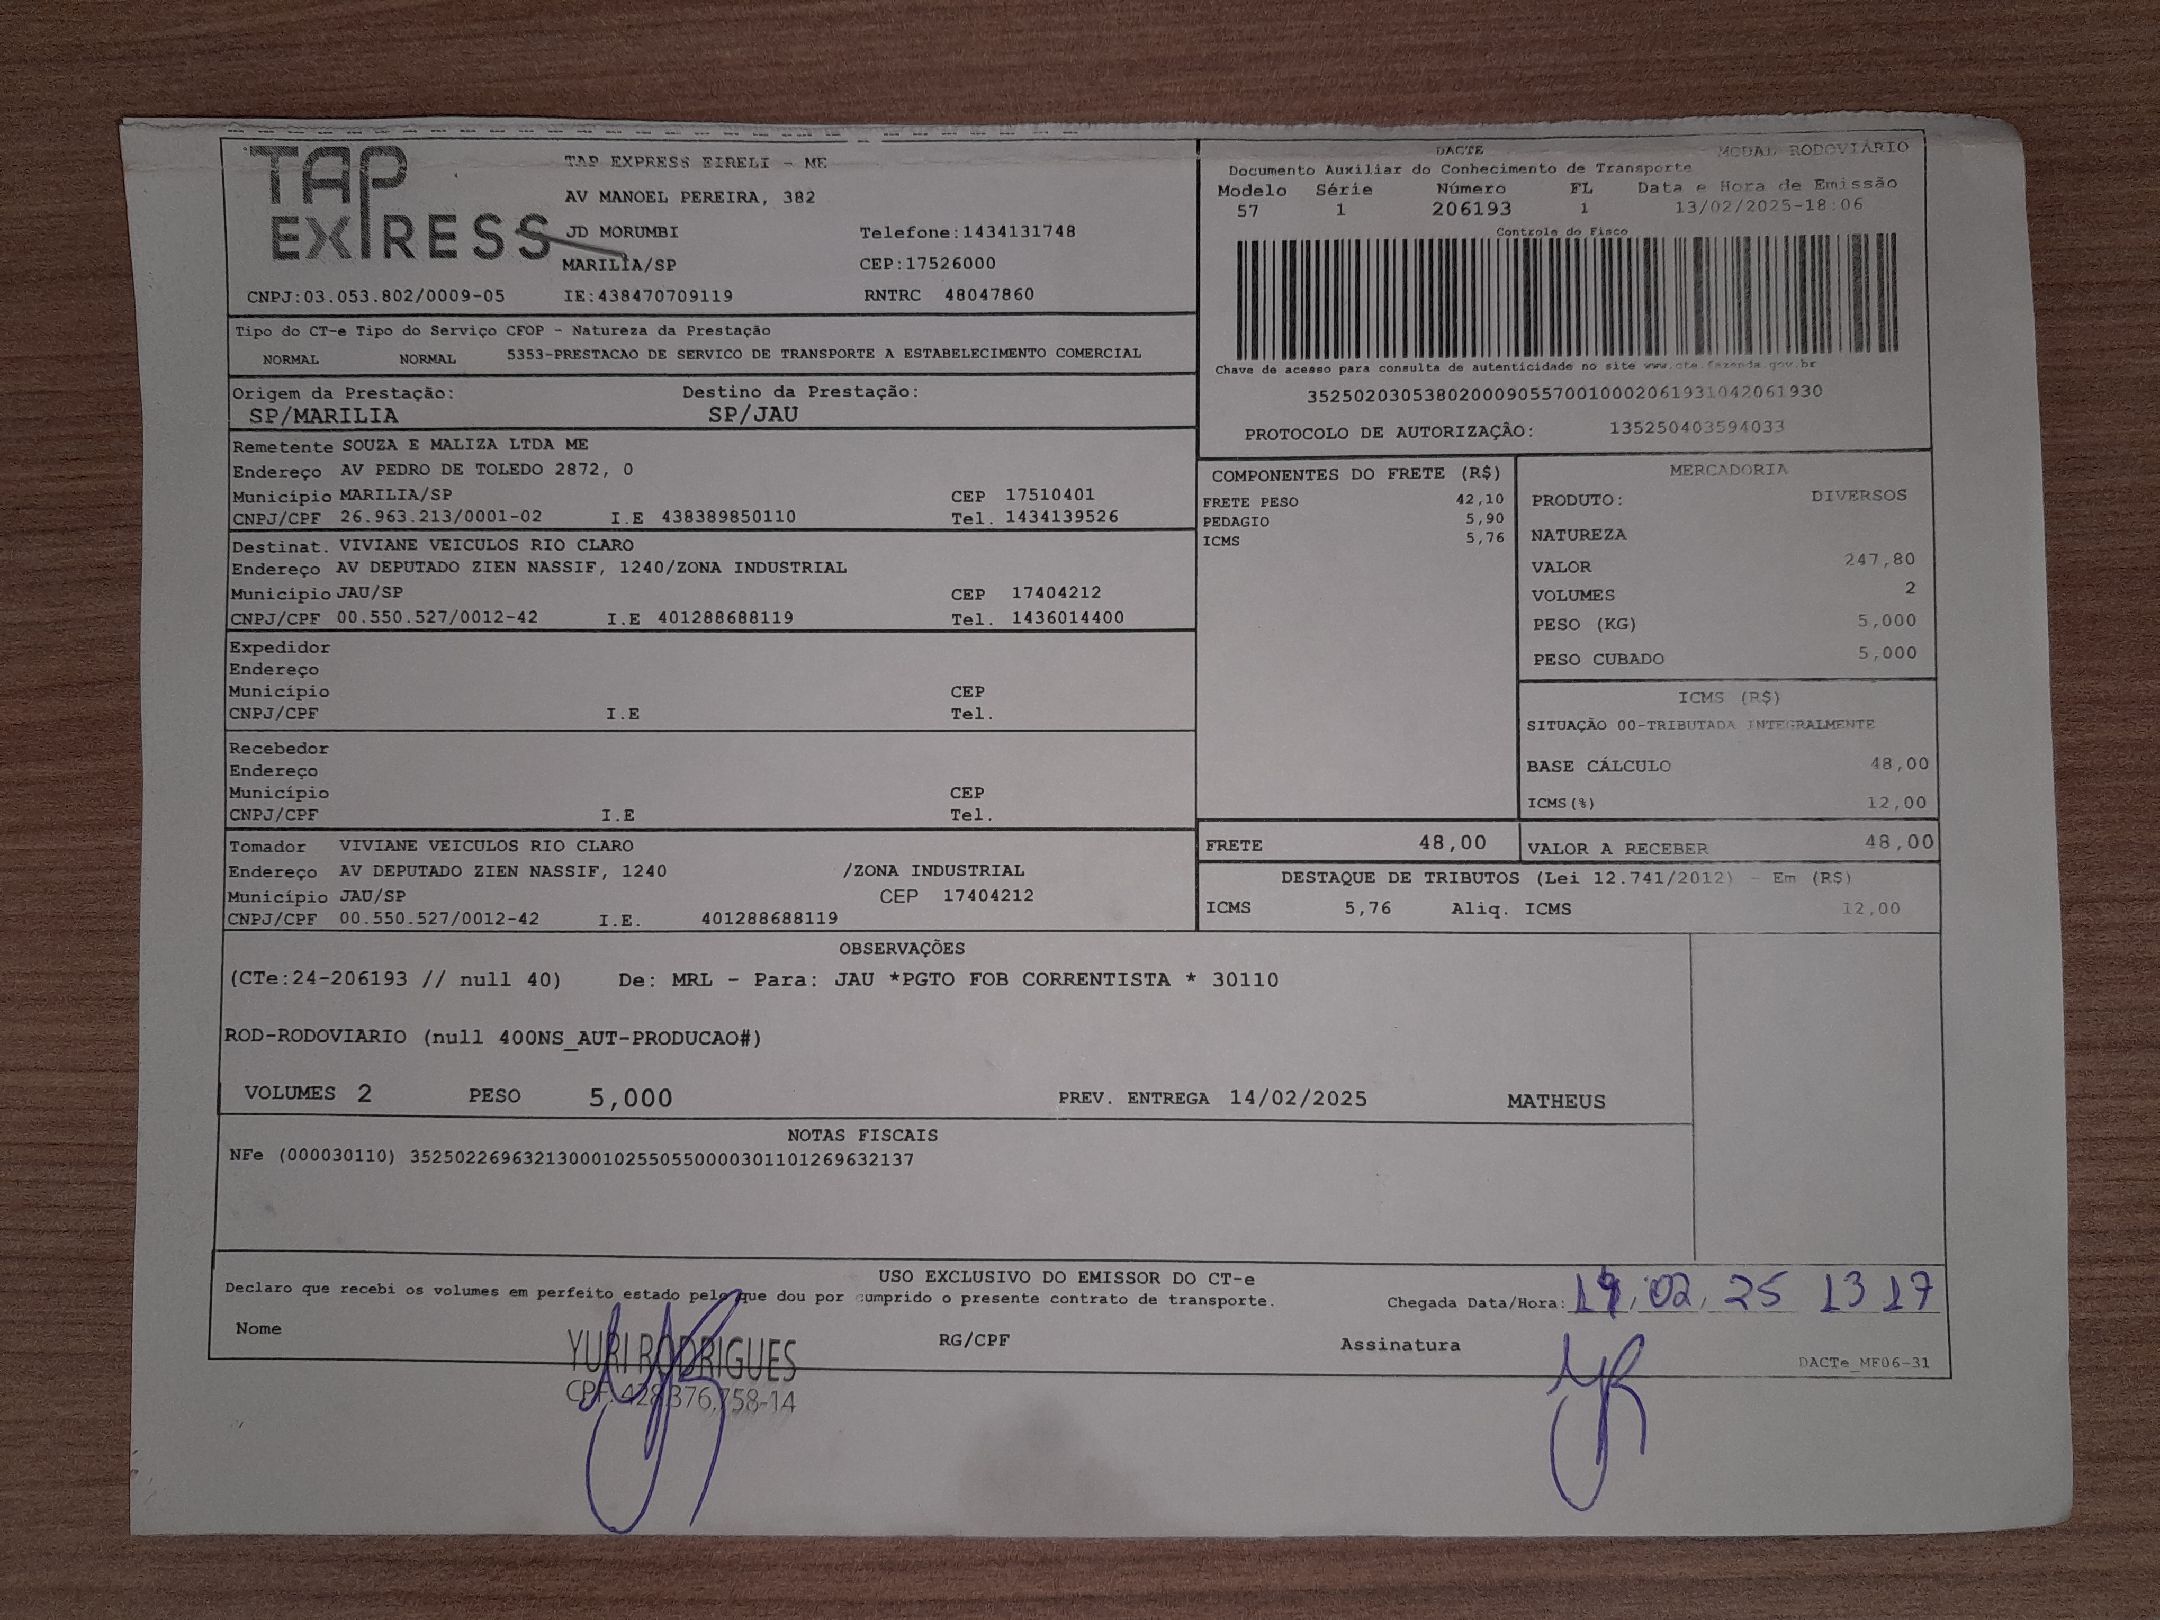 TAP
EXPRESS
TAP EXPRESS EIRELI - ME
AV MANOEL PEREIRA, 382
JD MORUMBI Telefone:1434131748
MARILIA/SP CEP:17526000
CNPJ:03.053.802/0009-05 IE:438470709119 RNTRC 48047860
DACTE MODAL RODOVIÁRIO
Documento Auxiliar do Conhecimento de Transporte
Modelo Série Número FL Data e Hora de Emissão
57 1 206193 1 13/02/2025-18:06
Controle do Fisco
Chave de acesso para consulta de autenticidade no site www.cte.fazenda.gov.br
35250203053802000905570010002061931042061930
PROTOCOLO DE AUTORIZAÇÃO: 135250403594033
Tipo do CT-e Tipo do Serviço CFOP - Natureza da Prestação
NORMAL NORMAL 5353-PRESTACAO DE SERVICO DE TRANSPORTE A ESTABELECIMENTO COMERCIAL
Origem da Prestação: Destino da Prestação:
SP/MARILIA SP/JAU
Remetente SOUZA E MALIZA LTDA ME
Endereço AV PEDRO DE TOLEDO 2872, 0
Município MARILIA/SP CEP 17510401
CNPJ/CPF 26.963.213/0001-02 I.E 438389850110 Tel. 1434139526
Destinat. VIVIANE VEICULOS RIO CLARO
Endereço AV DEPUTADO ZIEN NASSIF, 1240/ZONA INDUSTRIAL
Município JAU/SP CEP 17404212
CNPJ/CPF 00.550.527/0012-42 I.E 401288688119 Tel. 1436014400
Expedidor
Endereço
Município CEP
CNPJ/CPF I.E Tel.
Recebedor
Endereço
Município CEP
CNPJ/CPF I.E Tel.
Tomador VIVIANE VEICULOS RIO CLARO
Endereço AV DEPUTADO ZIEN NASSIF, 1240 /ZONA INDUSTRIAL
Município JAU/SP CEP 17404212
CNPJ/CPF 00.550.527/0012-42 I.E. 401288688119
COMPONENTES DO FRETE (R$)
FRETE PESO 42,10
PEDAGIO 5,90
ICMS 5,76
MERCADORIA
PRODUTO: DIVERSOS
NATUREZA
VALOR 247,80
VOLUMES 2
PESO (KG) 5,000
PESO CUBADO 5,000
ICMS (R$)
SITUAÇÃO 00-TRIBUTADA INTEGRALMENTE
BASE CÁLCULO 48,00
ICMS(%) 12,00
FRETE 48,00 VALOR A RECEBER 48,00
DESTAQUE DE TRIBUTOS (Lei 12.741/2012) - Em (R$)
ICMS 5,76 Aliq. ICMS 12,00
OBSERVAÇÕES
(CTe:24-206193 // null 40) De: MRL - Para: JAU *PGTO FOB CORRENTISTA * 30110
ROD-RODOVIARIO (null 400NS_AUT-PRODUCAO#)
VOLUMES 2 PESO 5,000 PREV. ENTREGA 14/02/2025 MATHEUS
NOTAS FISCAIS
NFe (000030110) 35250226963213000102550550000301101269632137
USO EXCLUSIVO DO EMISSOR DO CT-e
Declaro que recebi os volumes em perfeito estado pelo que dou por cumprido o presente contrato de transporte.
Chegada Data/Hora: 14, 02, 25 13 17
Nome RG/CPF Assinatura
YURI RODRIGUES
CPF. 428.376.758-14
DACTe_MF06-31